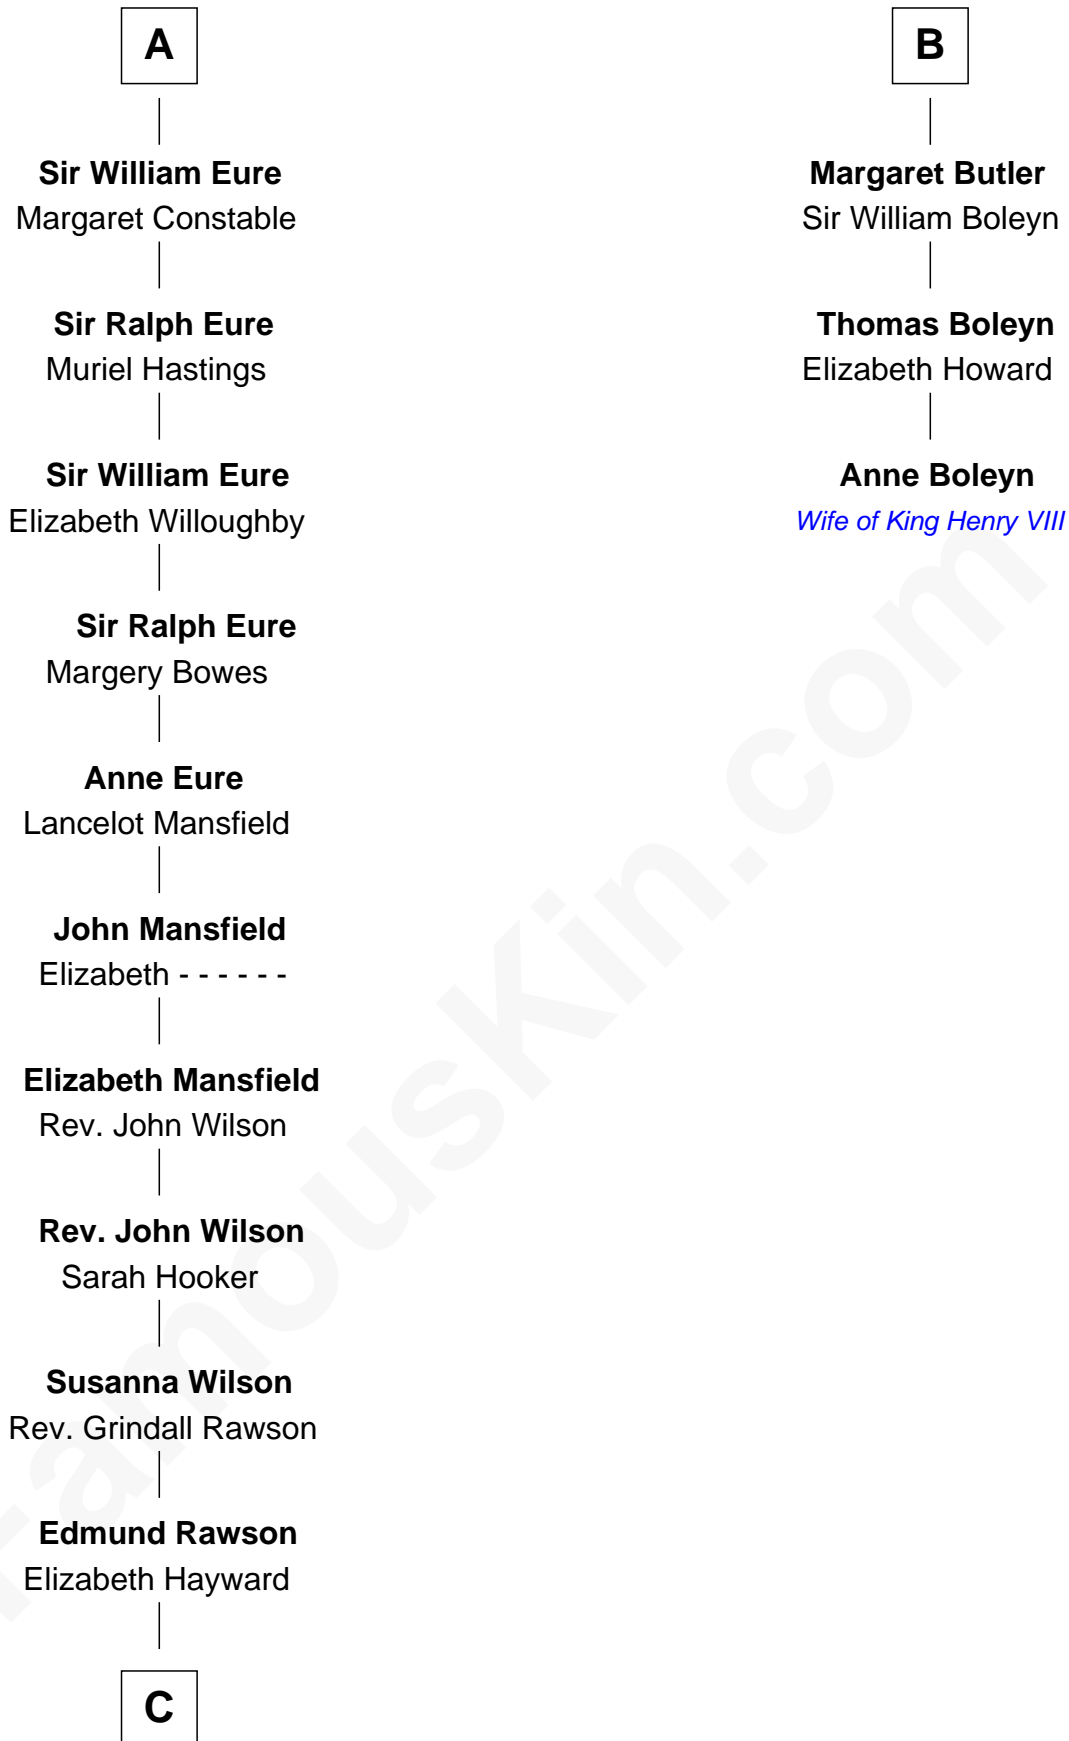 A
Sir William Eure
Margaret Constable
Sir Ralph Eure
Muriel Hastings
Sir William Eure
Elizabeth Willoughby
Sir Ralph Eure
Margery Bowes
Anne Eure
Lancelot Mansfield
John Mansfield
Elizabeth - - - - - -
Elizabeth Mansfield
Rev. John Wilson
Rev. John Wilson
Sarah Hooker
Susanna Wilson
Rev. Grindall Rawson
Edmund Rawson
Elizabeth Hayward
C
B
Margaret Butler
Sir William Boleyn
Thomas Boleyn
Elizabeth Howard
Anne Boleyn
Wife of King Henry VIII
FamousKin.com